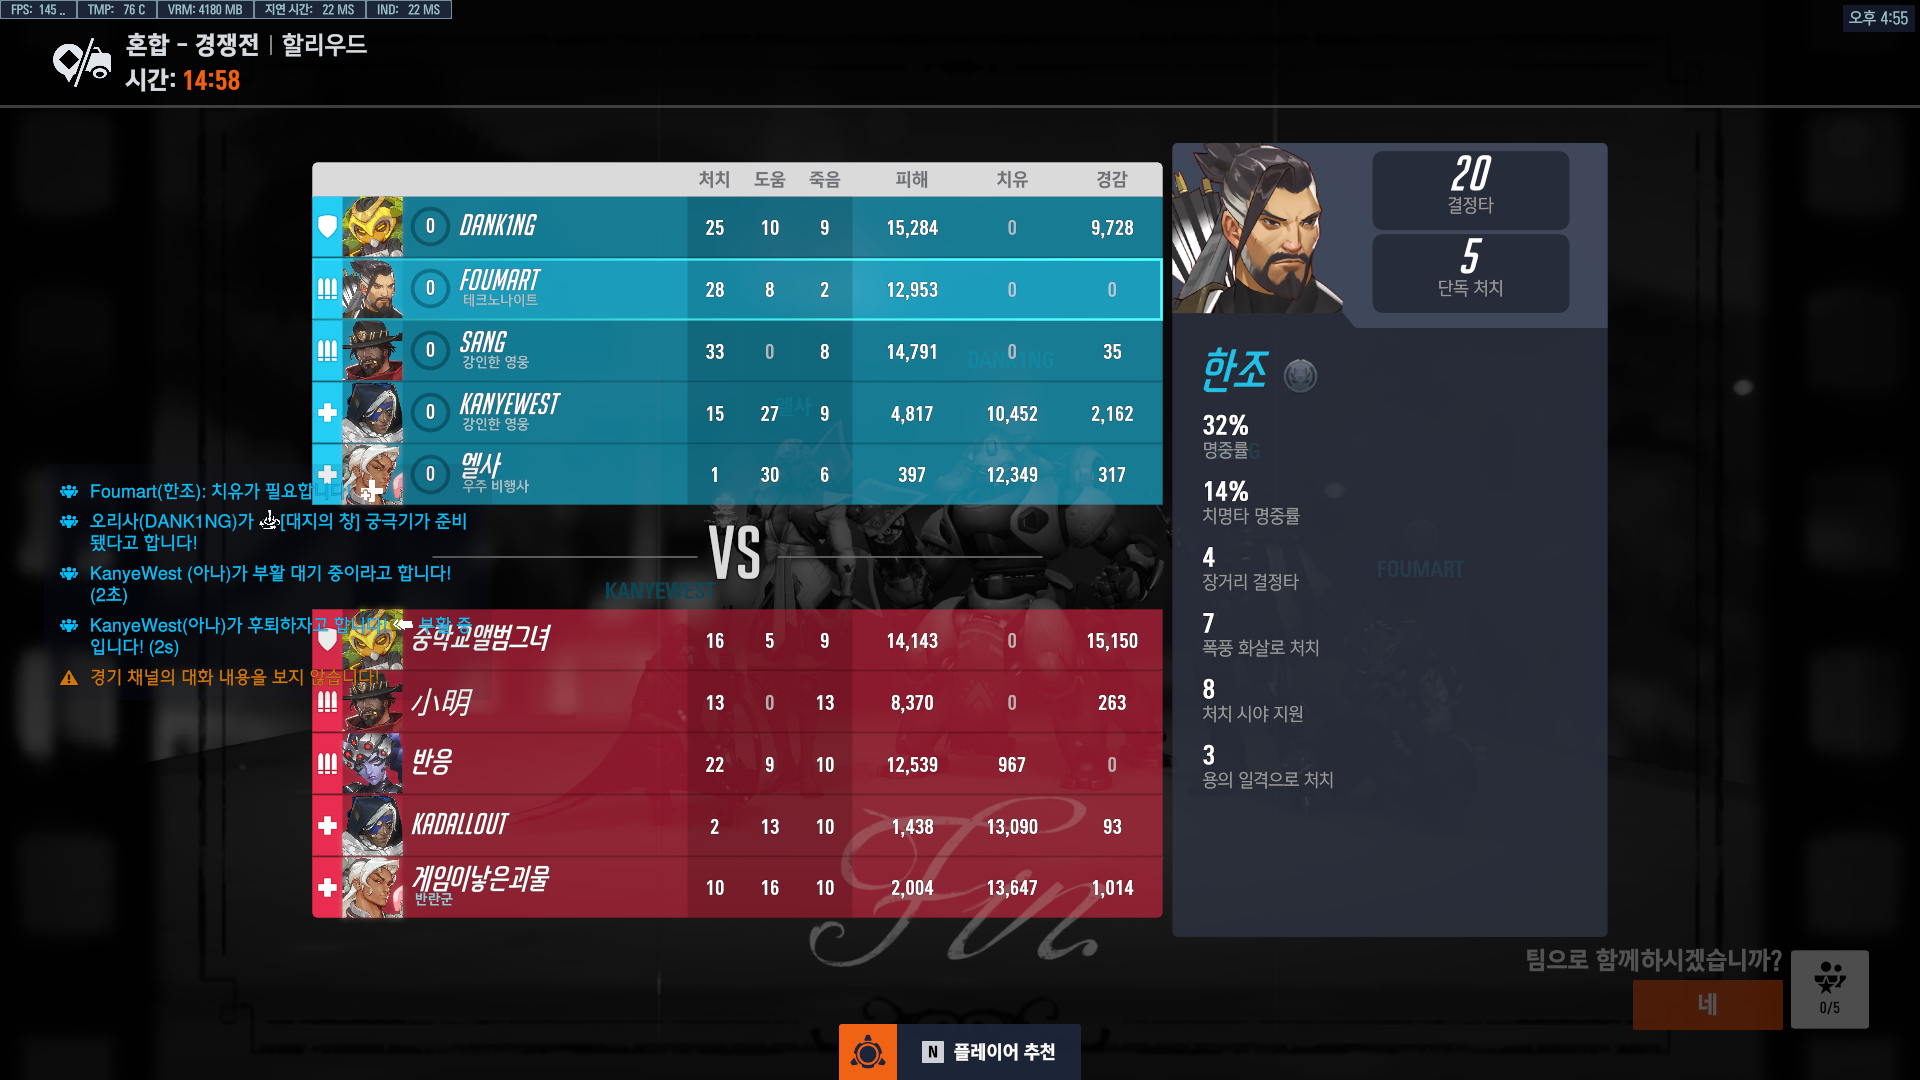 FPS: 145 .. TMP: 76 C VRM: 4180 MB 지연 시간: 22 MS IND: 22 MS
오후 4:55
혼합 - 경쟁전 | 할리우드
시간: 14:58
처치 도움 죽음 피해 치유 경감
0 DANK1NG 25 10 9 15,284 0 9,728
0 FOUMART 28 8 2 12,953 0 0
테크노나이트
0 SANG 33 0 8 14,791 0 35
강인한 영웅
0 KANYEWEST 15 27 9 4,817 10,452 2,162
강인한 영웅
0 엘사 1 30 6 397 12,349 317
우주 비행사
DANK1NG
엘사
Foumart(한조): 치유가 필요합니다!
오리사(DANK1NG)가 [대지의 창] 궁극기가 준비
됐다고 합니다!
KanyeWest (아나)가 부활 대기 중이라고 합니다!
(2초)
KanyeWest(아나)가 후퇴하자고 합니다! 부활 중
입니다! (2s)
경기 채널의 대화 내용을 보지 않습니다!
VS
KANYEWEST
중학교앨범그녀 16 5 9 14,143 0 15,150
小明 13 0 13 8,370 0 263
반응 22 9 10 12,539 967 0
KADALLOUT 2 13 10 1,438 13,090 93
게임이낳은괴물 10 16 10 2,004 13,647 1,014
반란군
Fin
20
결정타
5
단독 처치
한조
32%
명중률
14%
치명타 명중률
4
장거리 결정타
FOUMART
7
폭풍 화살로 처치
8
처치 시야 지원
3
용의 일격으로 처치
팀으로 함께하시겠습니까?
네
0/5
N 플레이어 추천